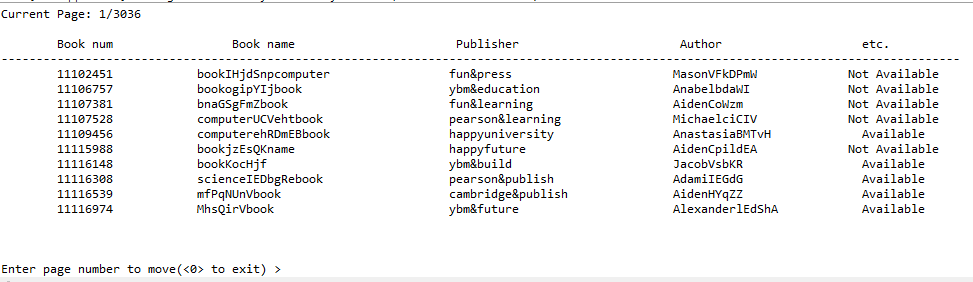 Current Page: 1/3036
Book num Book name Publisher Author etc.
11102451 bookIHjdSnpcomputer fun&press MasonVFkDPmW Not Available
11106757 bookogipYIjbook ybm&education AnabelbdaWI Not Available
11107381 bnaGSgFmZbook fun&learning AidenCoWzm Not Available
11107528 computerUCVehtbook pearson&learning MichaelciCIV Not Available
11109456 computerehRDmEBbook happyuniversity AnastasiaBMTvH Available
11115988 bookjzEsQKname happyfuture AidenCpildEA Not Available
11116148 bookKocHjf ybm&build JacobVsbKR Available
11116308 scienceIEDbgRebook pearson&publish AdamiIEGdG Available
11116539 mfPqNUnVbook cambridge&publish AidenHYqZZ Available
11116974 MhsQirVbook ybm&future AlexanderlEdShA Available
Enter page number to move(<0> to exit) >